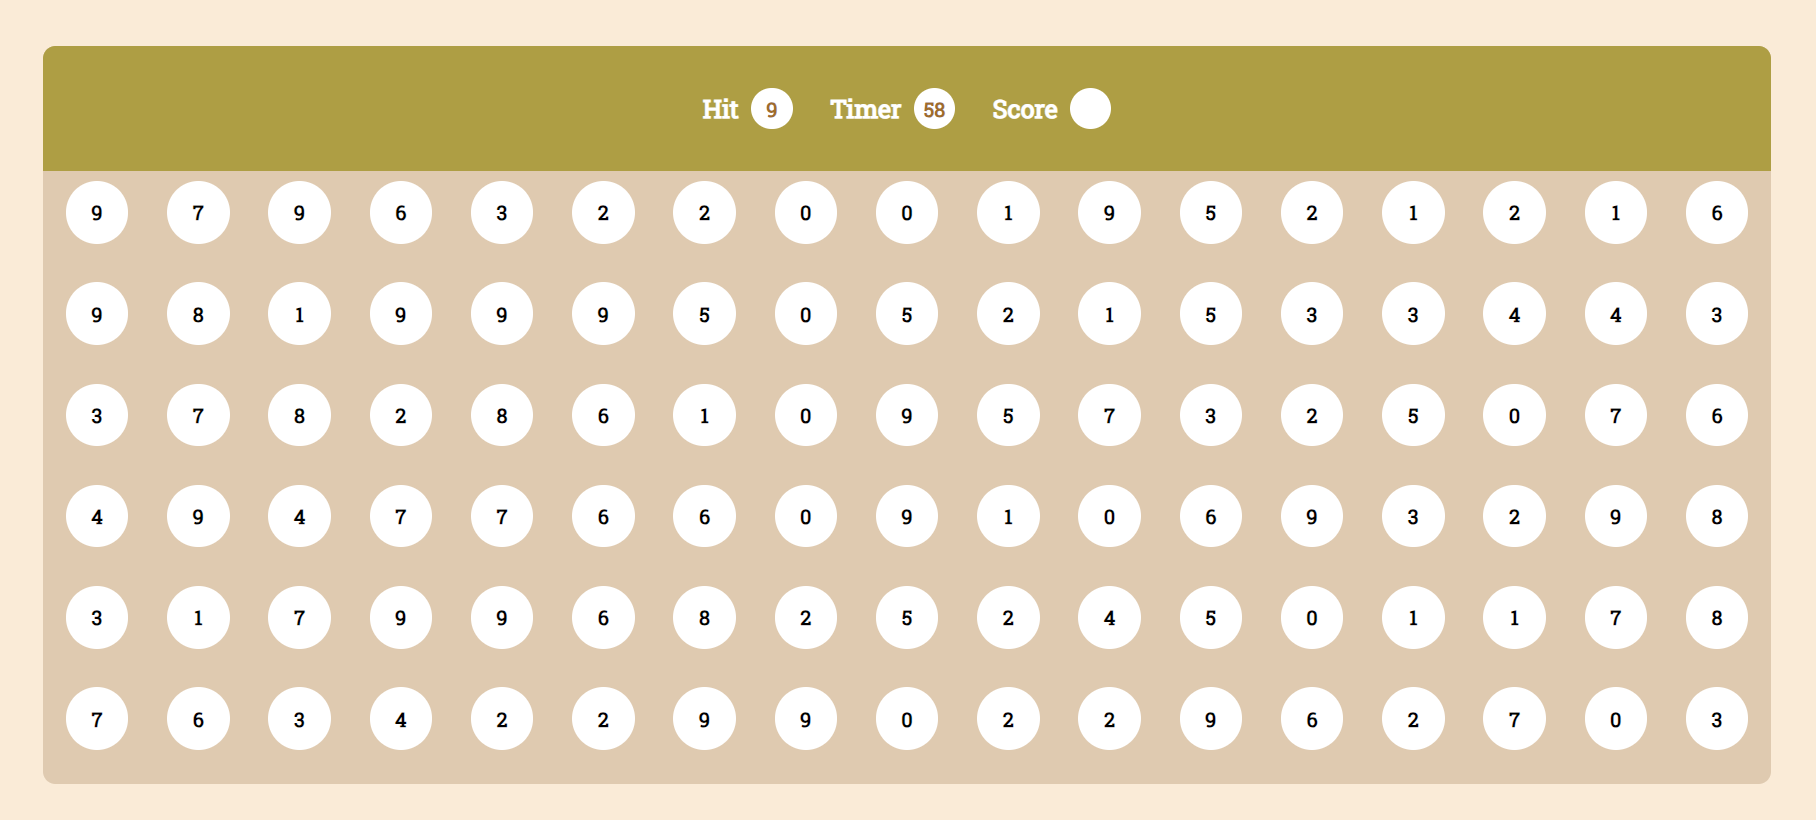 Hit 9 Timer 58 Score
9 7 9 6 3 2 2 0 0 1 9 5 2 1 2 1 6
9 8 1 9 9 9 5 0 5 2 1 5 3 3 4 4 3
3 7 8 2 8 6 1 0 9 5 7 3 2 5 0 7 6
4 9 4 7 7 6 6 0 9 1 0 6 9 3 2 9 8
3 1 7 9 9 6 8 2 5 2 4 5 0 1 1 7 8
7 6 3 4 2 2 9 9 0 2 2 9 6 2 7 0 3